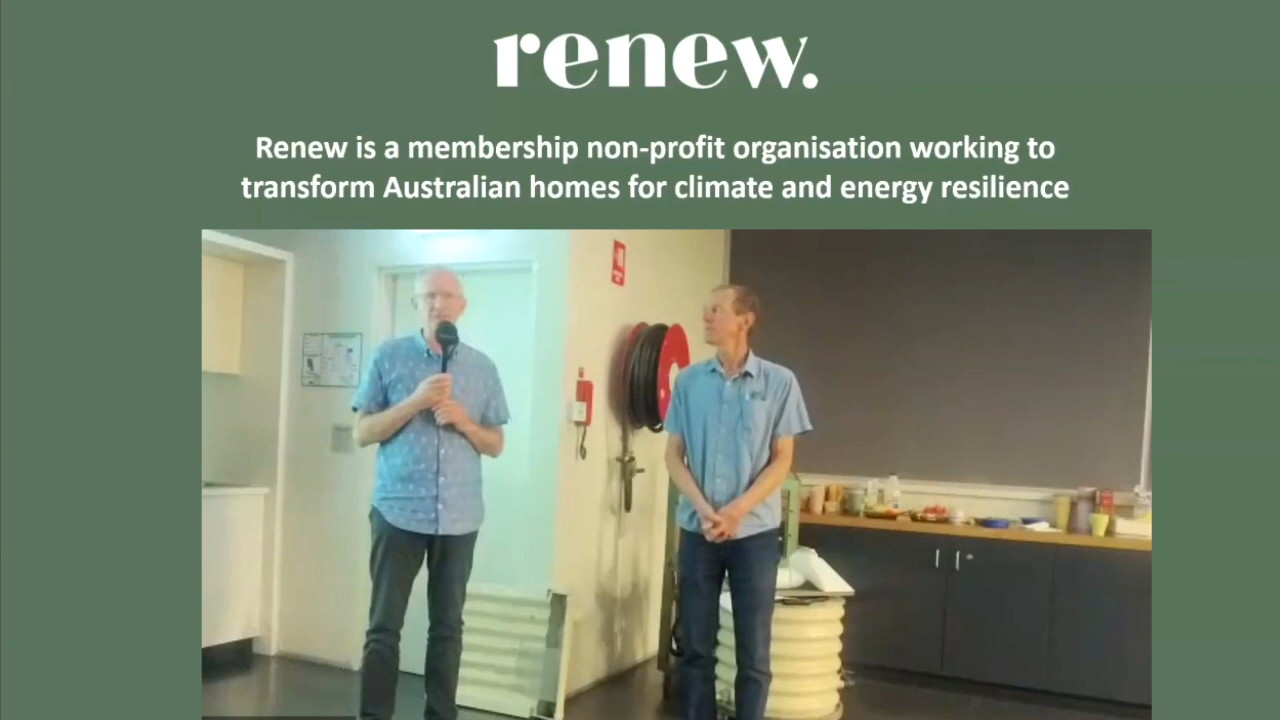 renew.
Renew is a membership non-profit organisation working to
transform Australian homes for climate and energy resilience